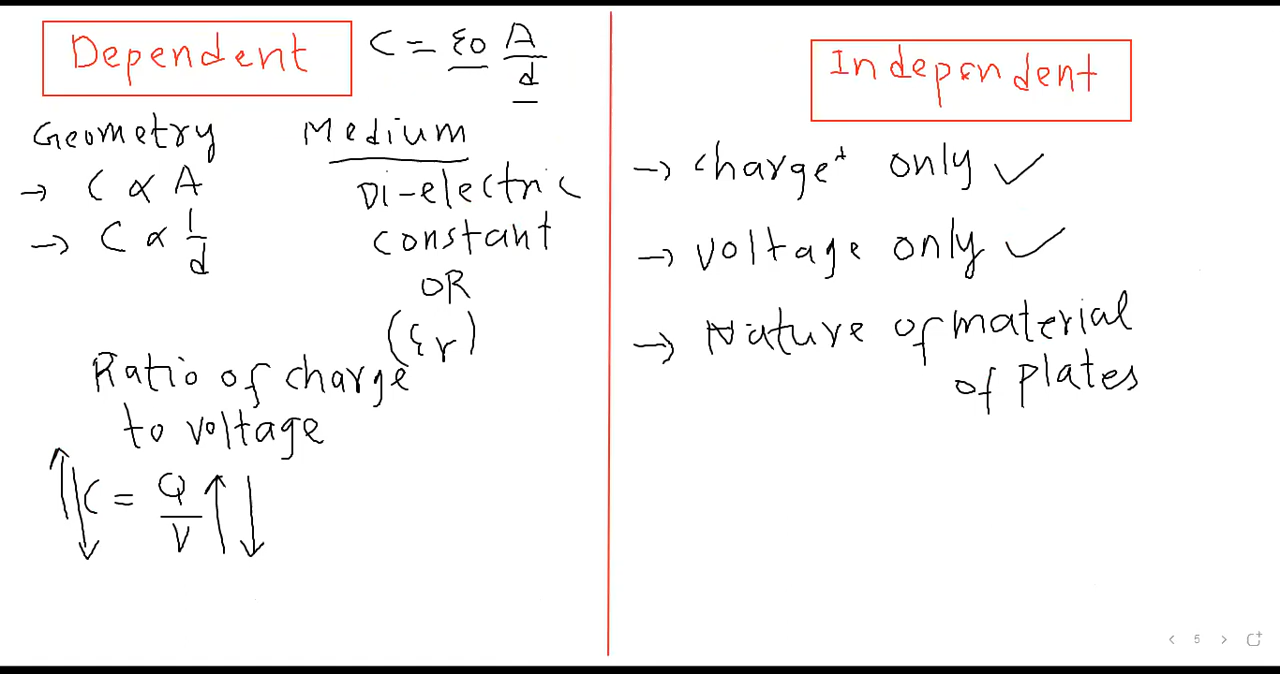 Dependent
C = ε0 A/d
Geometry
→ C ∝ A
→ C ∝ 1/d
Medium
Di-electric
constant
OR
(εr)
Ratio of charge
to voltage
C = Q/V
Independent
→ charge only ✓
→ voltage only ✓
→ Nature of material
of plates
< 5 >